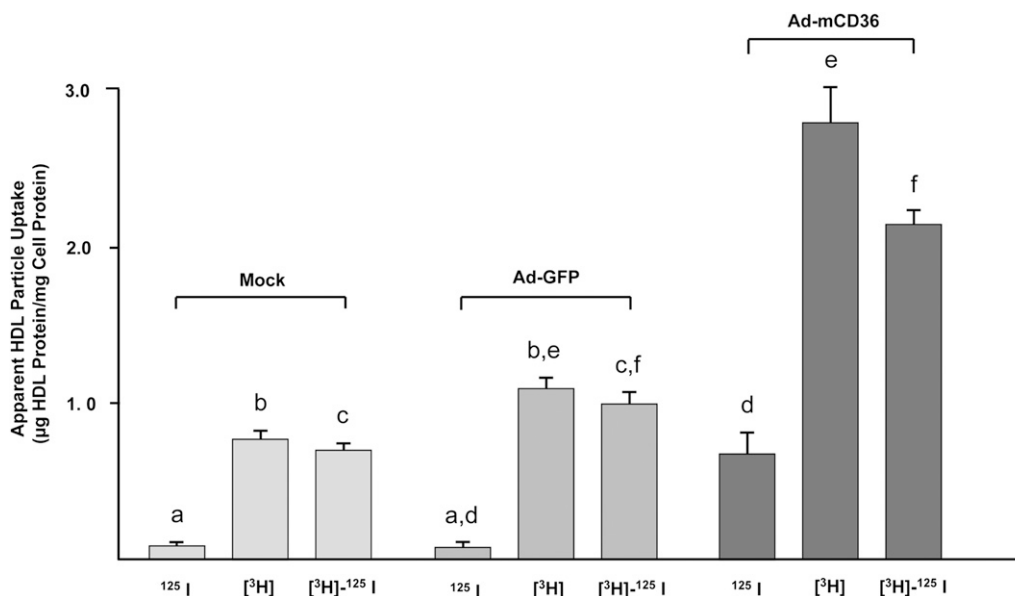 Ad-mCD36
e
3.0
f
Apparent HDL Particle Uptake
(µg HDL Protein/mg Cell Protein)
2.0
Mock
Ad-GFP
b,e
c,f
d
1.0
b
c
a
a,d
¹²⁵ I
[³H]
[³H]-¹²⁵ I
¹²⁵ I
[³H]
[³H]-¹²⁵ I
¹²⁵ I
[³H]
[³H]-¹²⁵ I